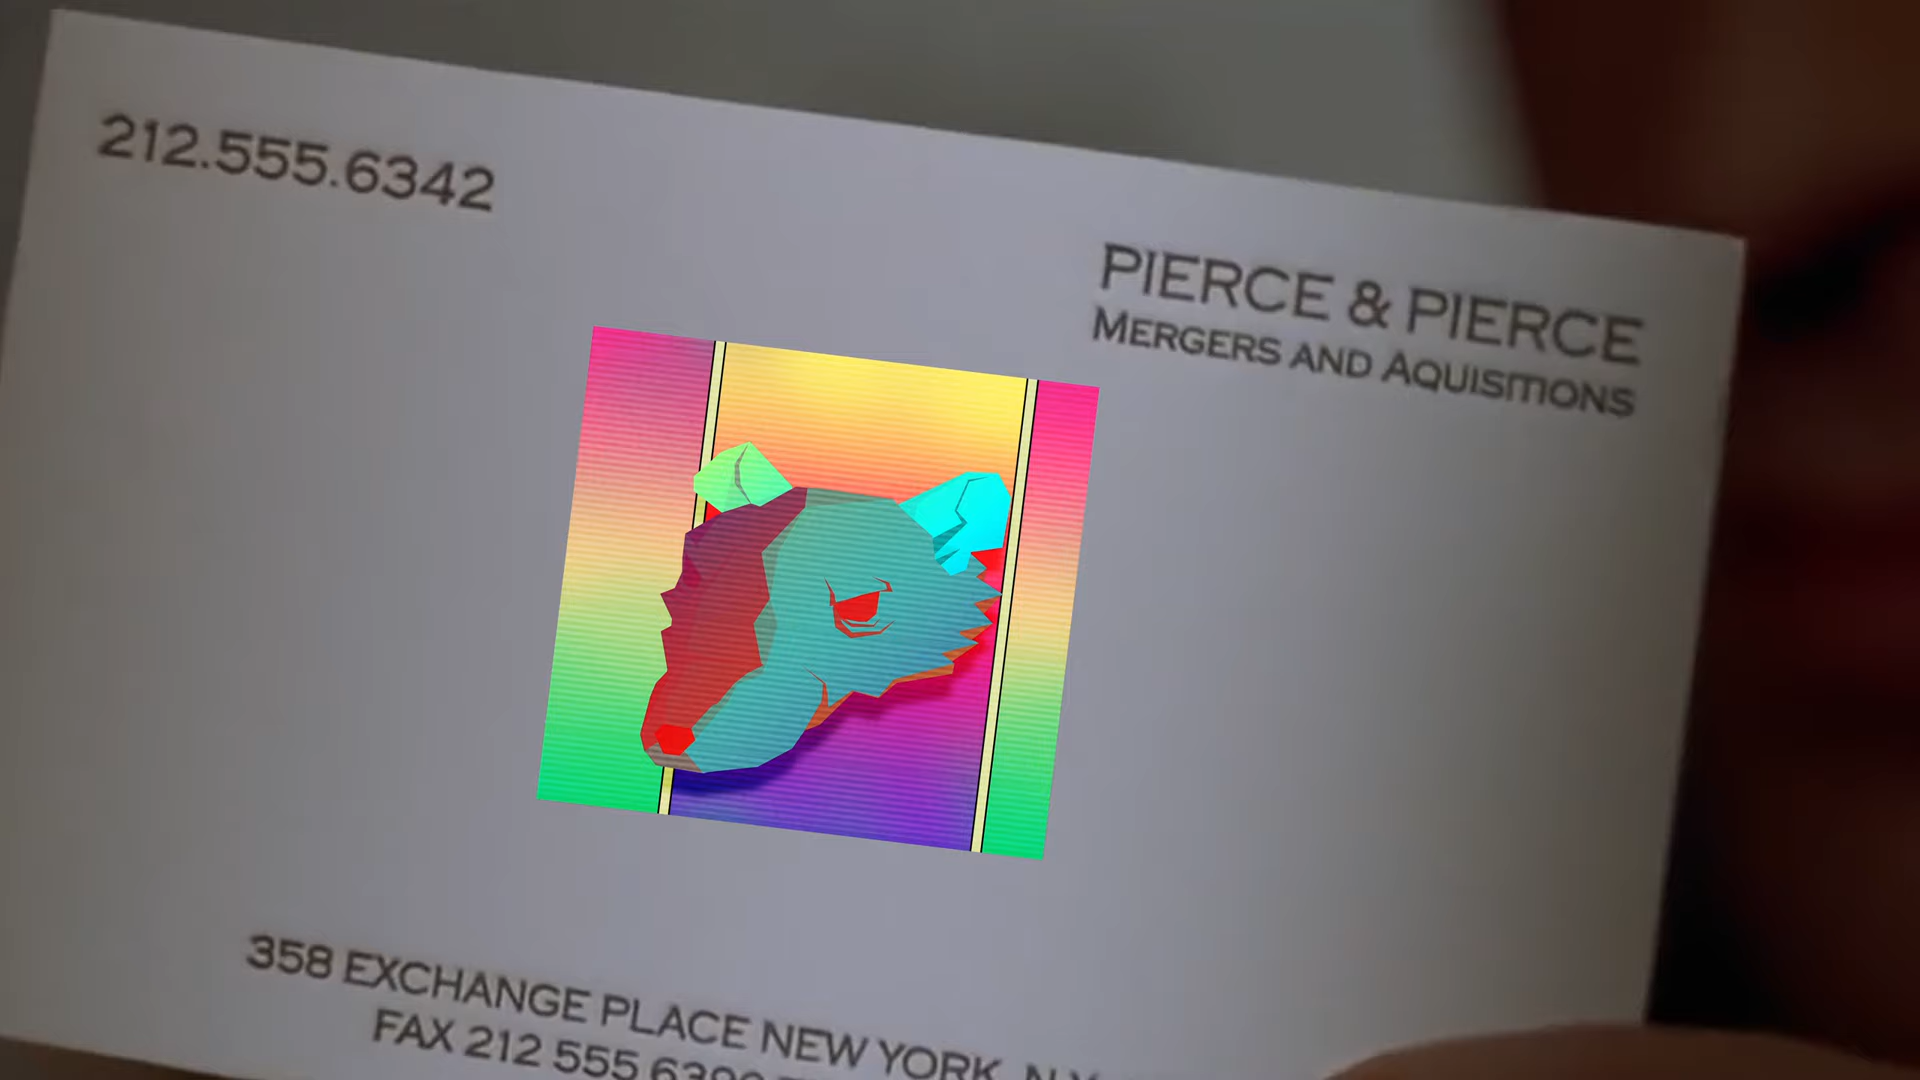 212.555.6342
PIERCE & PIERCE
MERGERS AND AQUISITIONS
358 EXCHANGE PLACE NEW YORK, N.Y.
FAX 212 555